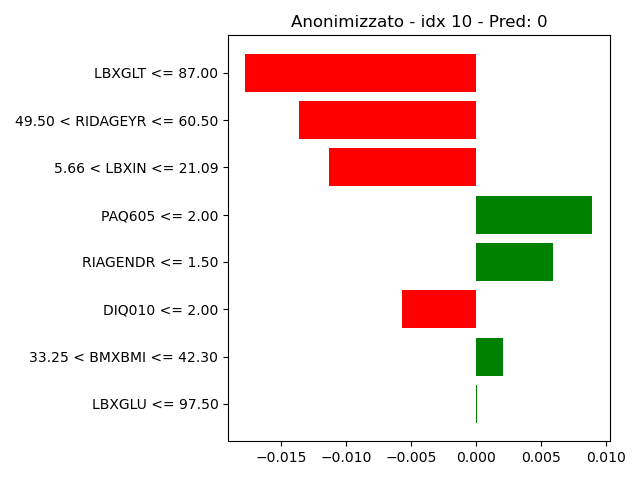 Anonimizzato - idx 10 - Pred: 0
LBXGLT <= 87.00
49.50 < RIDAGEYR <= 60.50
5.66 < LBXIN <= 21.09
PAQ605 <= 2.00
RIAGENDR <= 1.50
DIQ010 <= 2.00
33.25 < BMXBMI <= 42.30
LBXGLU <= 97.50
−0.015 −0.010 −0.005 0.000 0.005 0.010